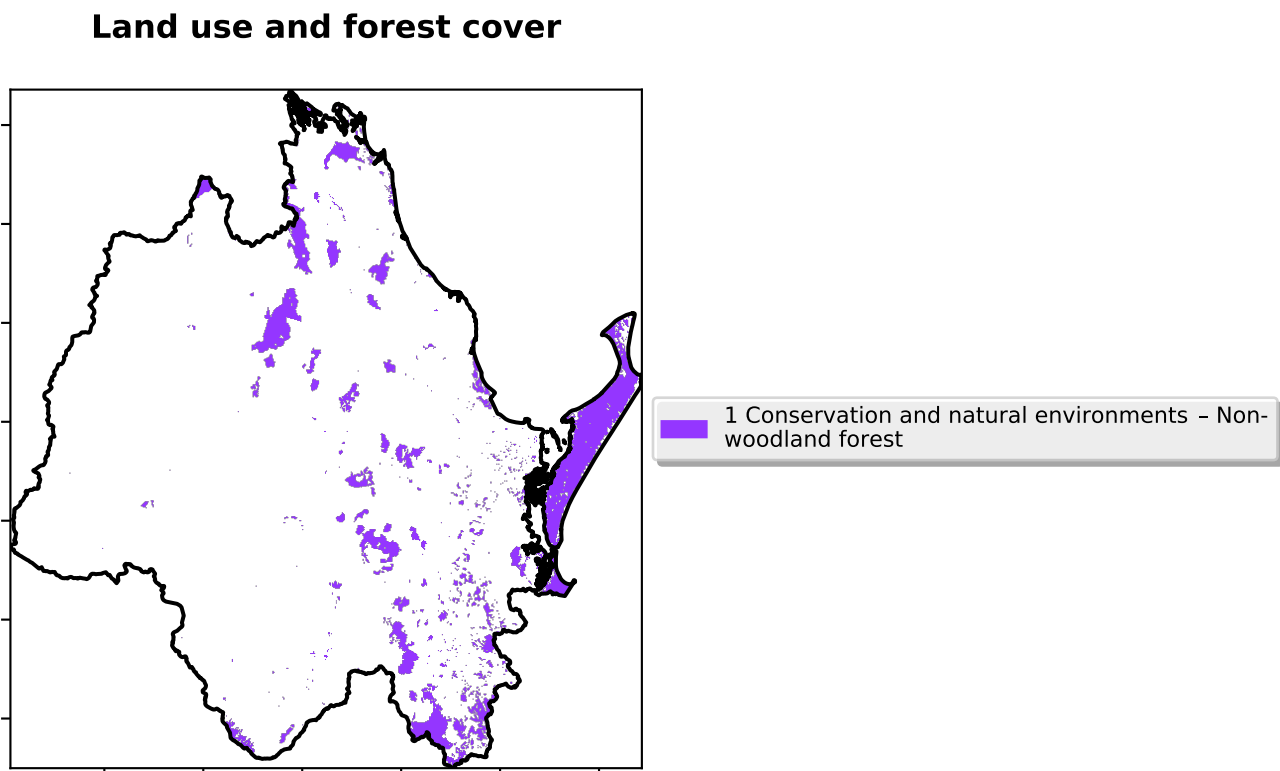 Land use and forest cover
1 Conservation and natural environments – Non-
woodland forest